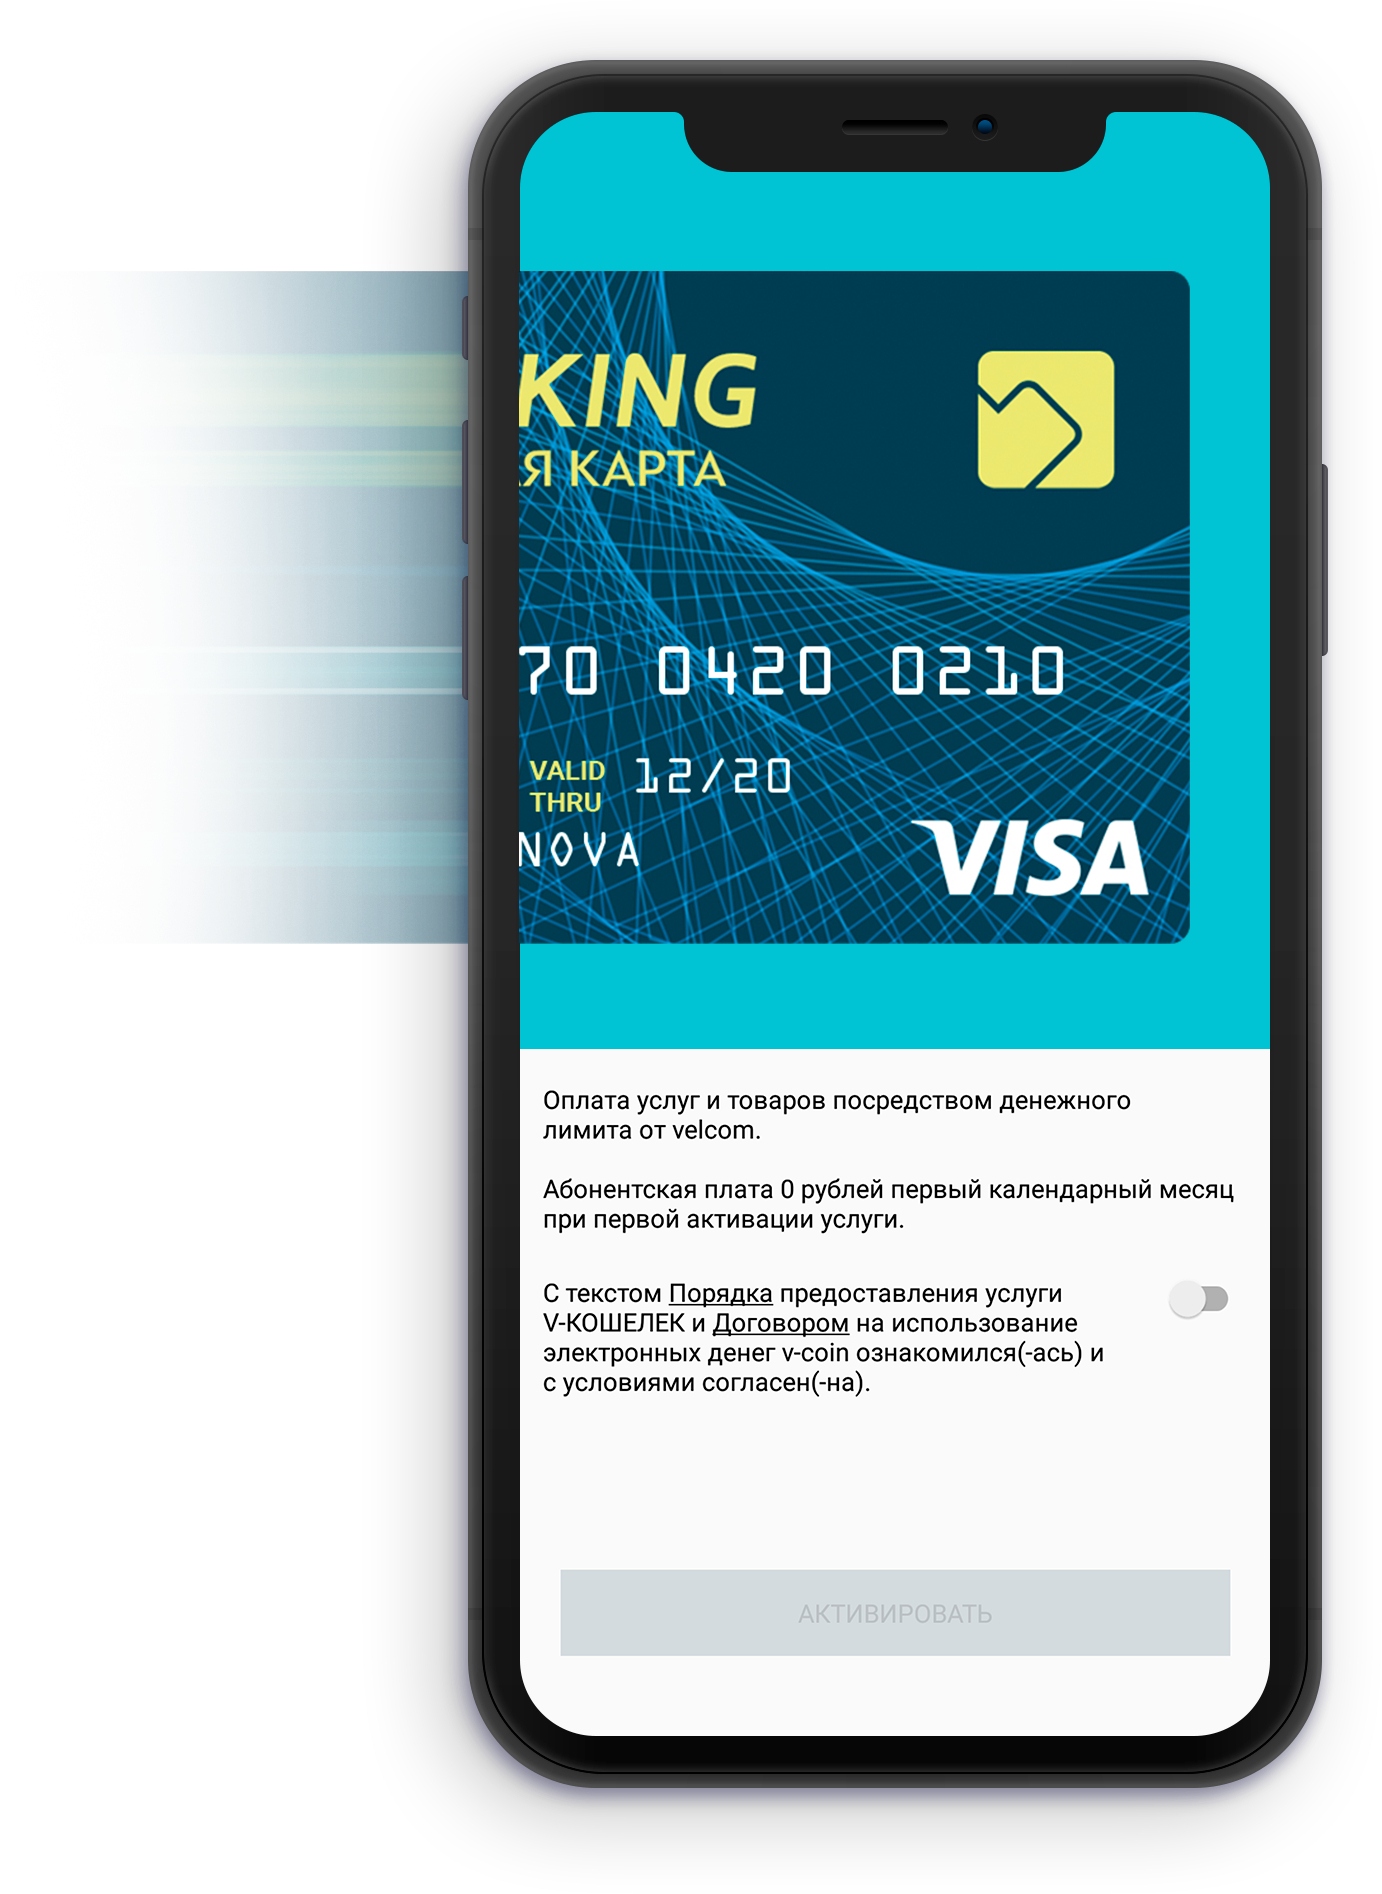 KING
Я КАРТА
70 0420 0210
VALID
THRU
12/20
NOVA
VISA
Оплата услуг и товаров посредством денежного
лимита от velcom.
Абонентская плата 0 рублей первый календарный месяц
при первой активации услуги.
С текстом Порядка предоставления услуги
V-КОШЕЛЕК и Договором на использование
электронных денег v-coin ознакомился(-ась) и
с условиями согласен(-на).
АКТИВИРОВАТЬ